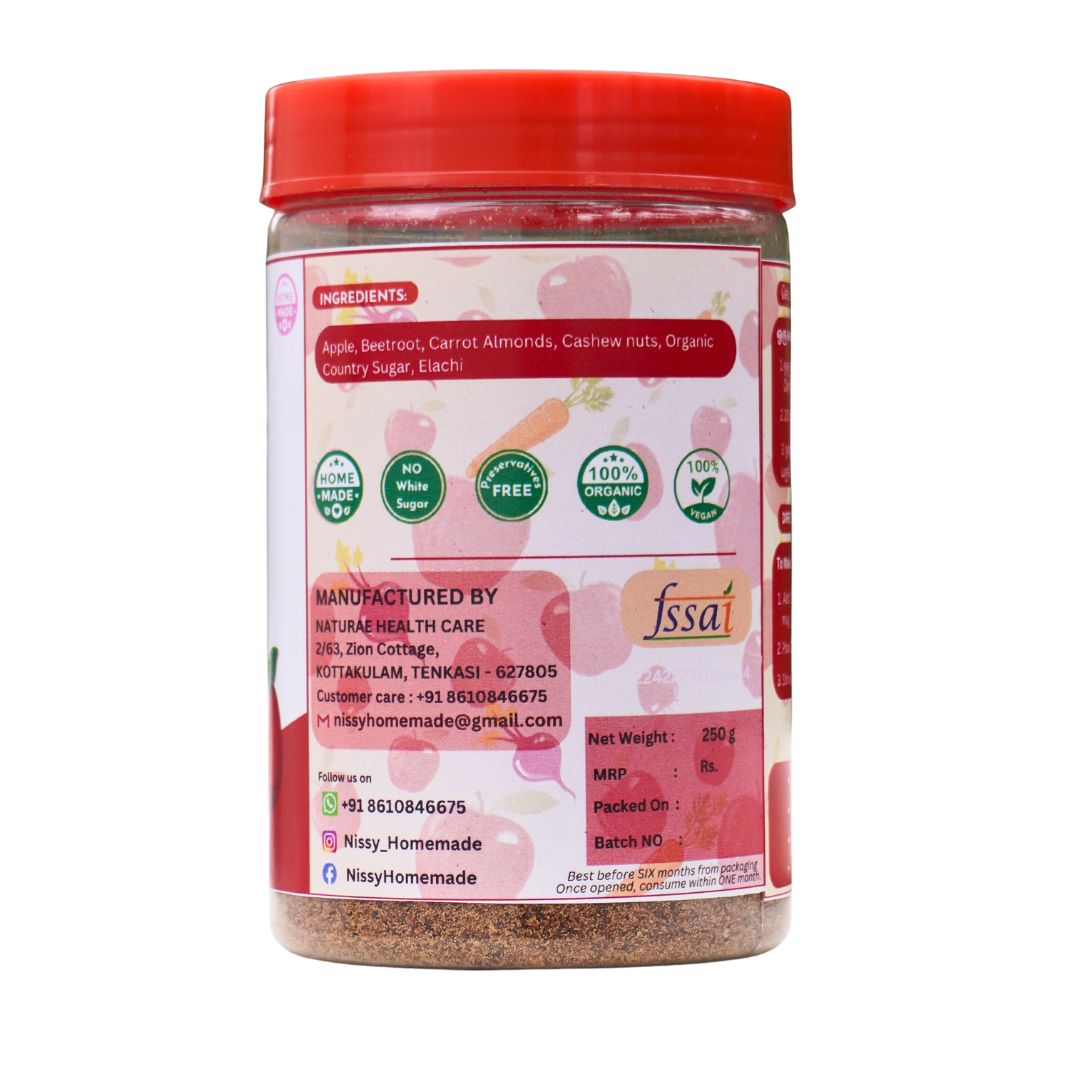 HOME
MADE
INGREDIENTS:
Apple, Beetroot, Carrot Almonds, Cashew nuts, Organic
Country Sugar, Elachi
HOME
MADE
NO
White
Sugar
Preservatives
FREE
100%
ORGANIC
100%
VEGAN
MANUFACTURED BY
NATURAE HEALTH CARE
2/63, Zion Cottage,
KOTTAKULAM, TENKASI - 627805
Customer care : +91 8610846675
nissyhomemade@gmail.com
fssai
Net Weight : 250 g
MRP : Rs.
Packed On :
Batch NO :
Follow us on
+91 8610846675
Nissy_Homemade
NissyHomemade
Best before SIX months from packaging
Once opened, consume within ONE month.